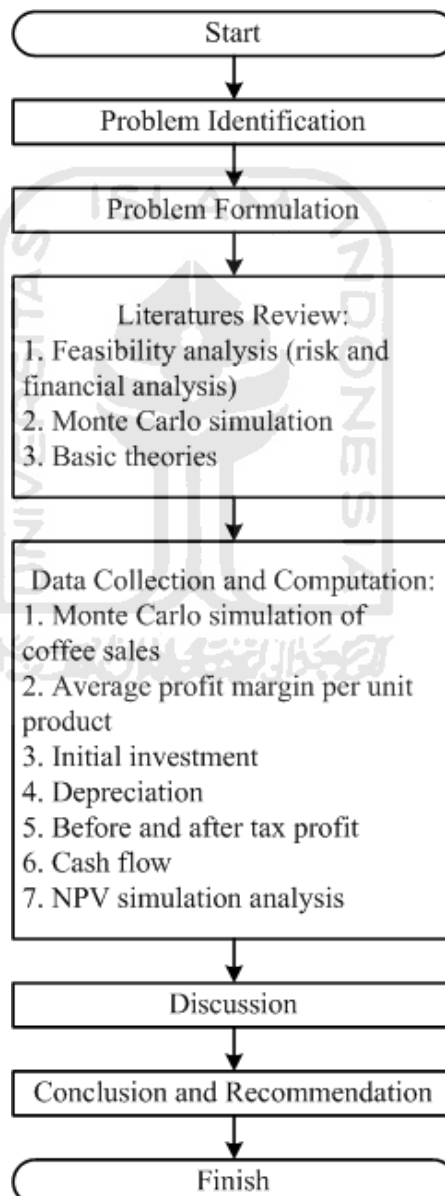 Start
Problem Identification
Problem Formulation
ISLAM
UNIVERSITAS
INDONESIA
Literatures Review:
1. Feasibility analysis (risk and
financial analysis)
2. Monte Carlo simulation
3. Basic theories
Data Collection and Computation:
1. Monte Carlo simulation of
coffee sales
2. Average profit margin per unit
product
3. Initial investment
4. Depreciation
5. Before and after tax profit
6. Cash flow
7. NPV simulation analysis
Discussion
Conclusion and Recommendation
Finish